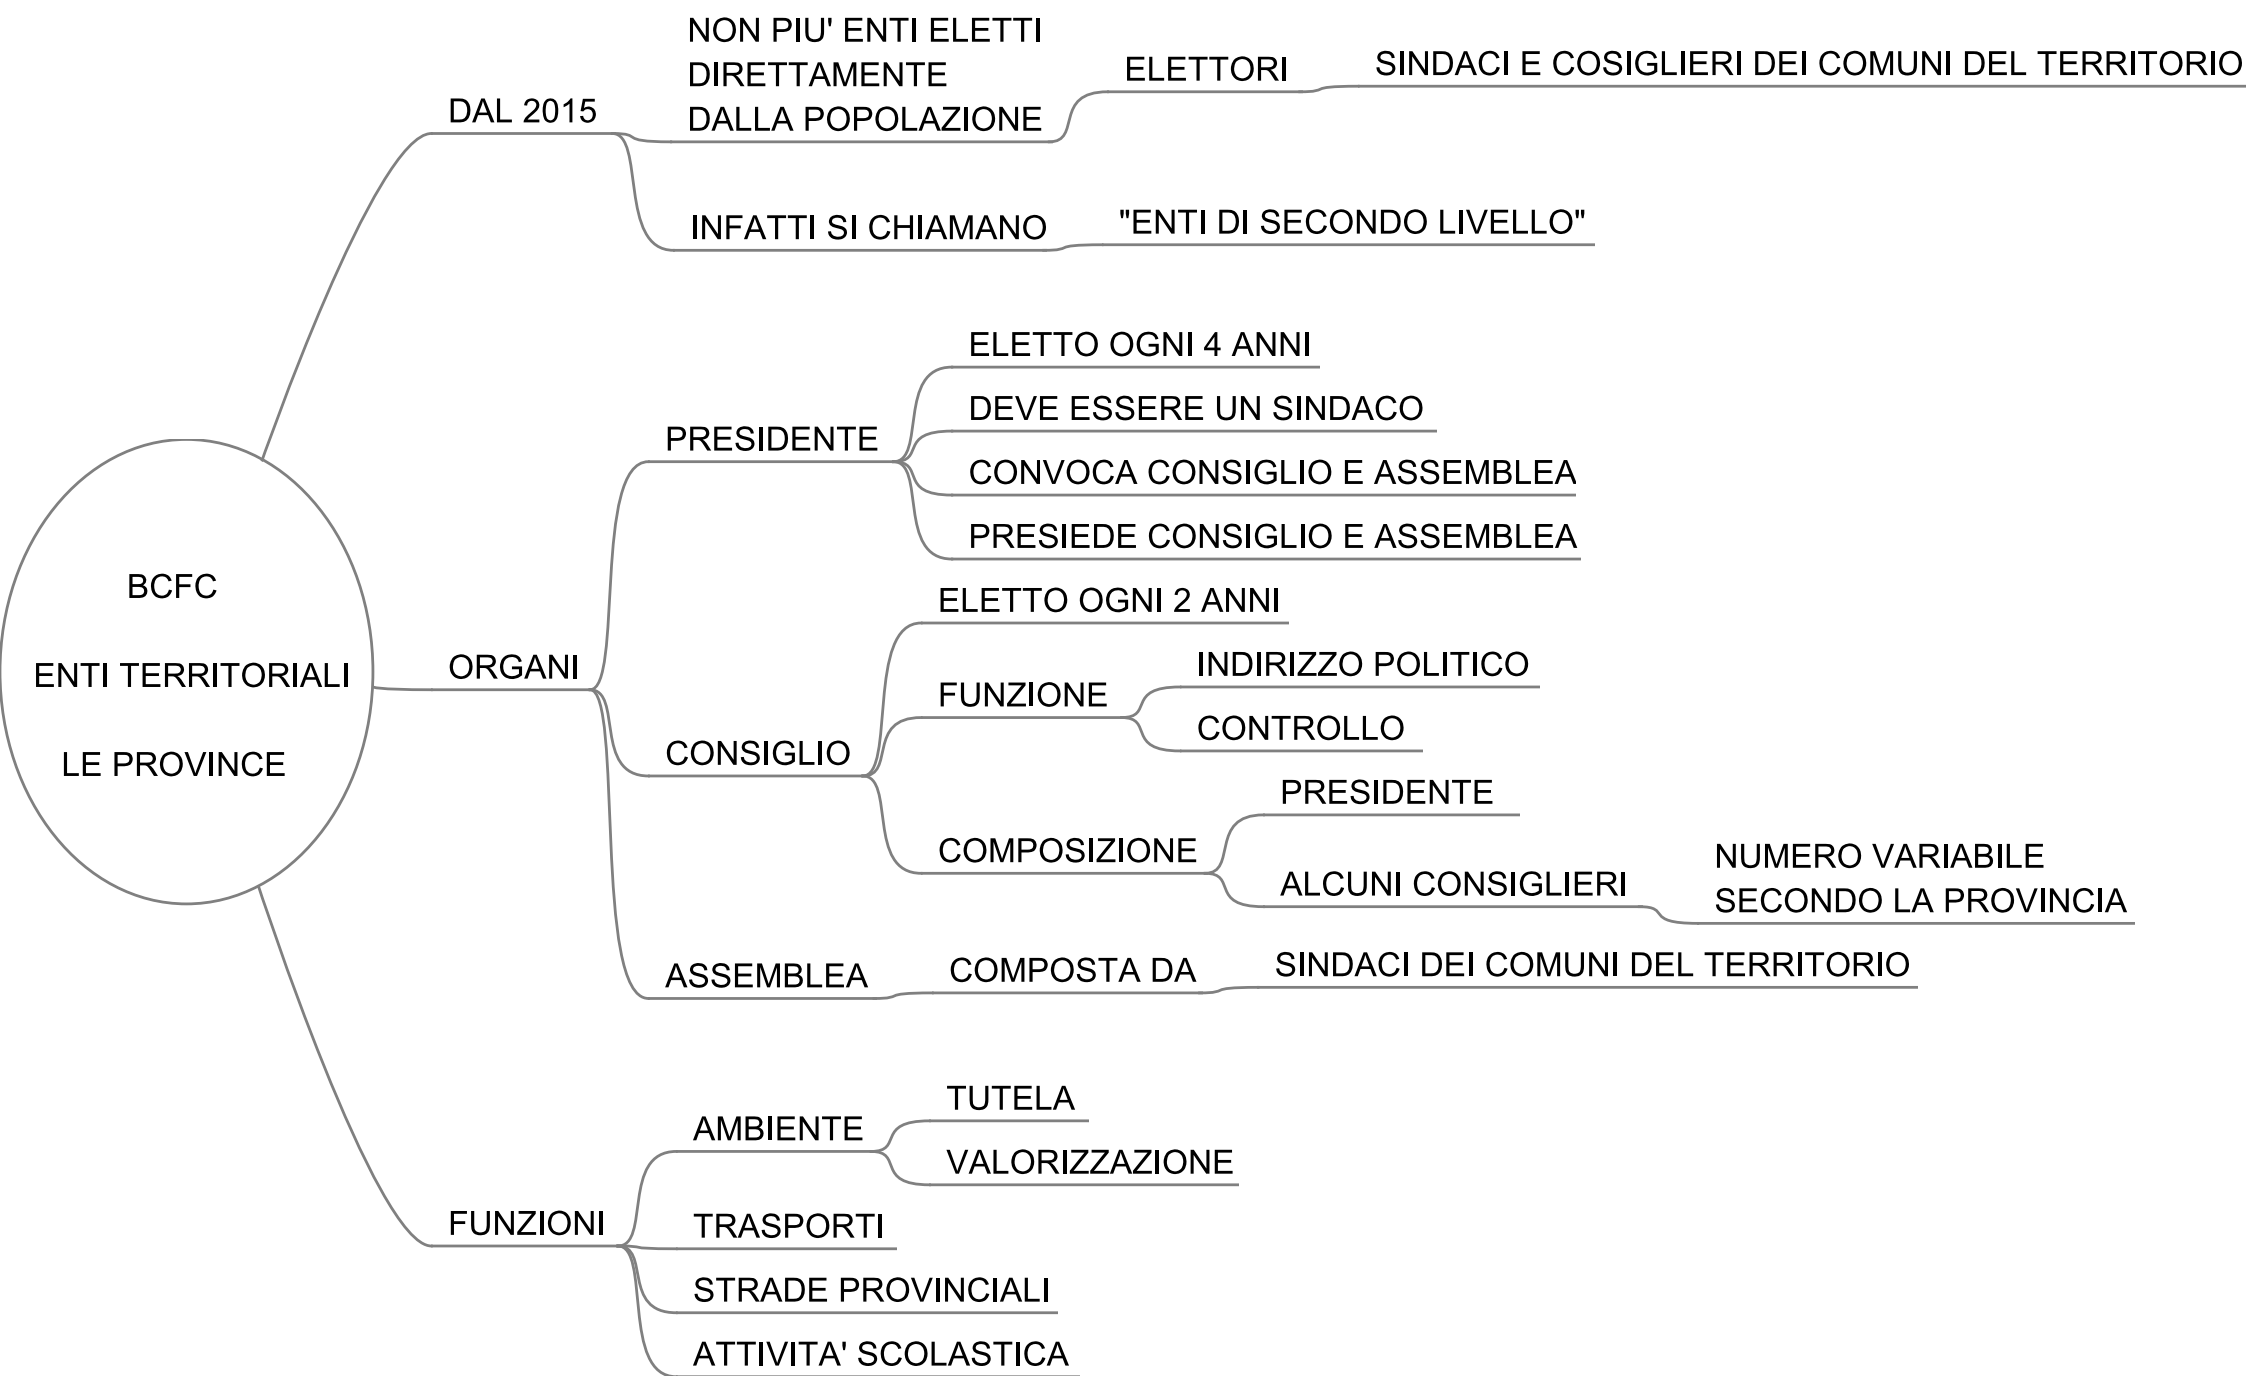 NON PIU' ENTI ELETTI
DIRETTAMENTE
DALLA POPOLAZIONE
ELETTORI
SINDACI E COSIGLIERI DEI COMUNI DEL TERRITORIO
DAL 2015
INFATTI SI CHIAMANO
"ENTI DI SECONDO LIVELLO"
BCFC
ENTI TERRITORIALI
LE PROVINCE
ORGANI
PRESIDENTE
ELETTO OGNI 4 ANNI
DEVE ESSERE UN SINDACO
CONVOCA CONSIGLIO E ASSEMBLEA
PRESIEDE CONSIGLIO E ASSEMBLEA
CONSIGLIO
ELETTO OGNI 2 ANNI
FUNZIONE
INDIRIZZO POLITICO
CONTROLLO
COMPOSIZIONE
PRESIDENTE
ALCUNI CONSIGLIERI
NUMERO VARIABILE
SECONDO LA PROVINCIA
ASSEMBLEA
COMPOSTA DA
SINDACI DEI COMUNI DEL TERRITORIO
FUNZIONI
AMBIENTE
TUTELA
VALORIZZAZIONE
TRASPORTI
STRADE PROVINCIALI
ATTIVITA' SCOLASTICA